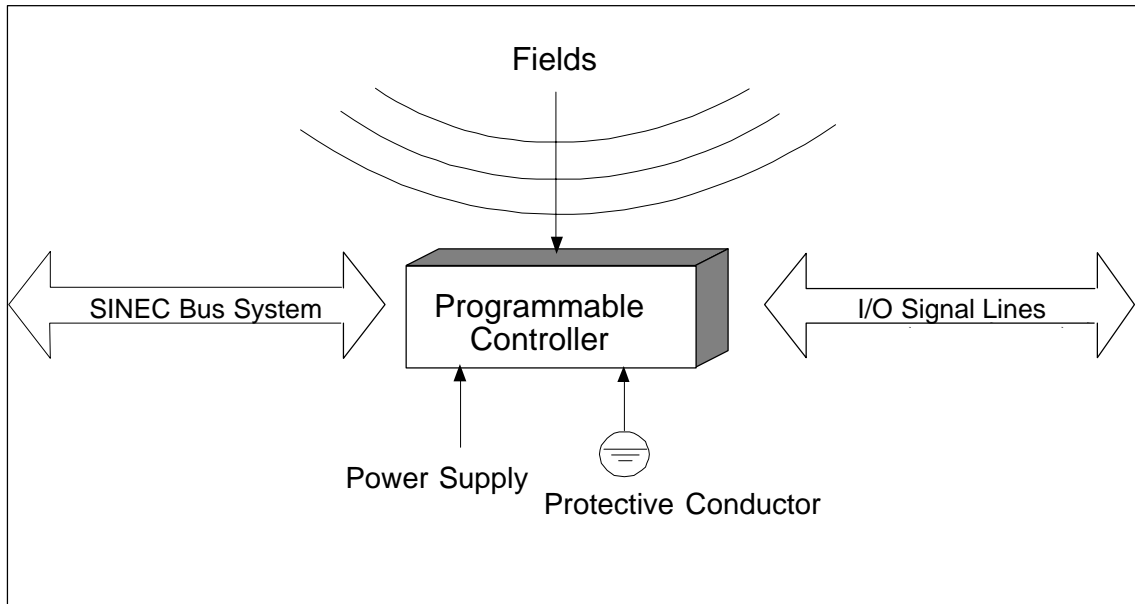 Fields
SINEC Bus System
Programmable
Controller
I/O Signal Lines
Power Supply
Protective Conductor